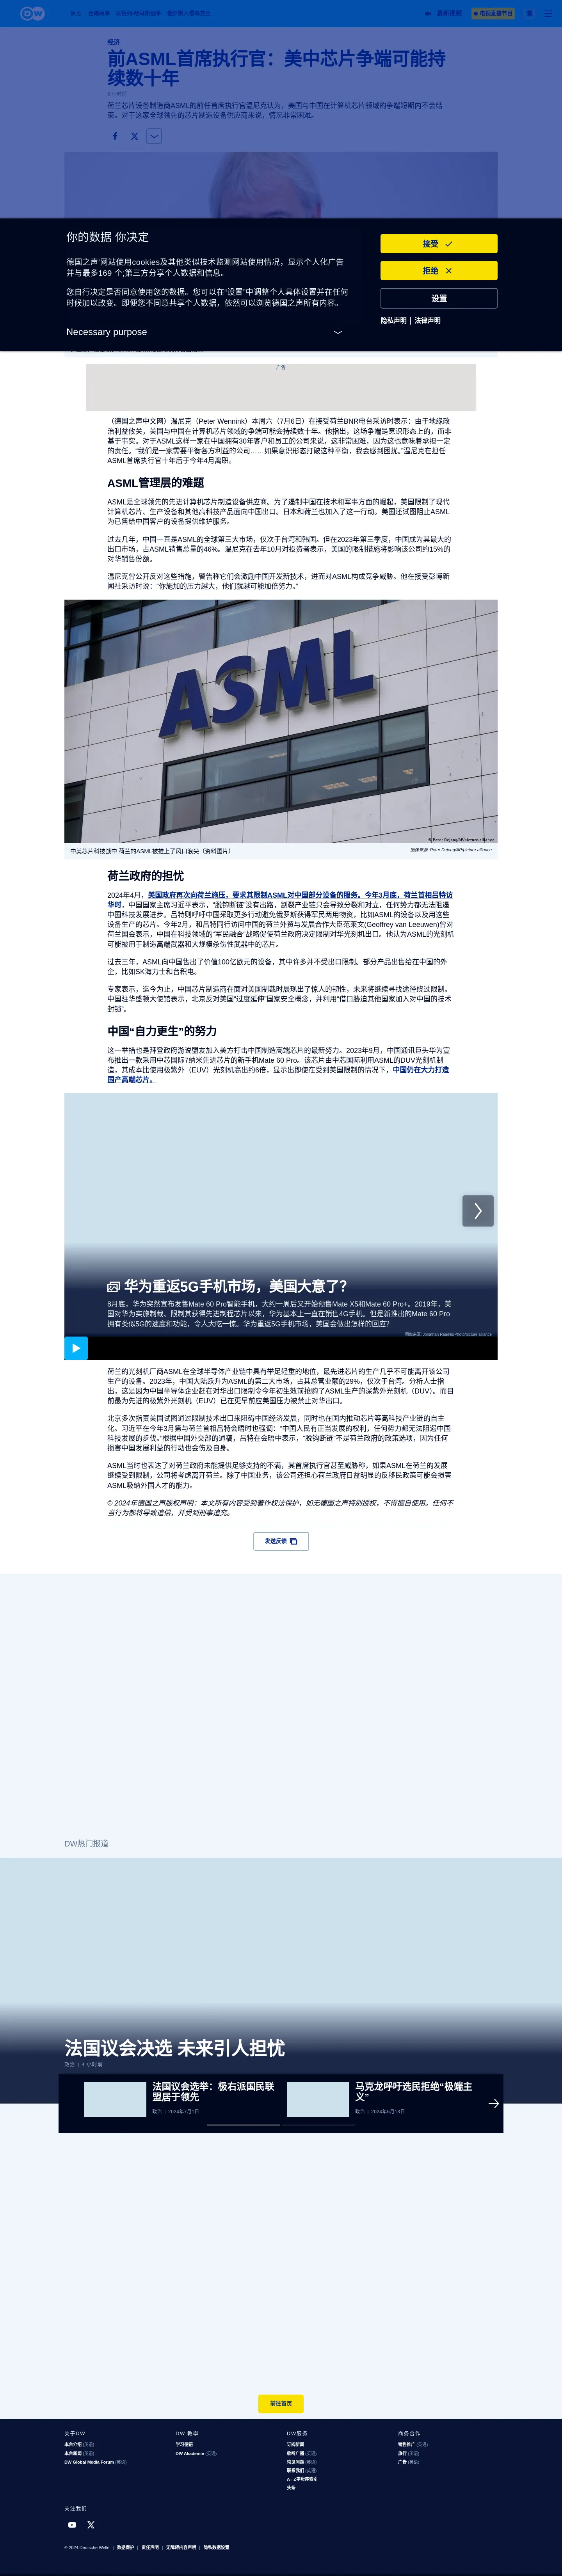 经济
前ASML首席执行官：美中芯片争端可能持
续数十年
荷兰芯片设备制造商ASML的前任首席执行官温尼克认为，美国与中国在计算机芯片领域的争端短期内不会结
束。对于这家全球领先的芯片制造设备供应商来说，情况非常困难。
你的数据 你决定
德国之声'网站使用cookies及其他类似技术监测网站使用情况，显示个人化广告
并与最多169 个;第三方分享个人数据和信息。
您自行决定是否同意使用您的数据。您可以在“设置”中调整个人具体设置并在任何
时候加以改变。即便您不同意共享个人数据，依然可以浏览德国之声所有内容。
Necessary purpose
接受
拒绝
设置
隐私声明 | 法律声明
广告
（德国之声中文网）温尼克（Peter Wennink）本周六（7月6日）在接受荷兰BNR电台采访时表示：由于地缘政
治利益攸关，美国与中国在计算机芯片领域的争端可能会持续数十年。他指出，这场争端是意识形态上的，而非
基于事实。对于ASML这样一家在中国拥有30年客户和员工的公司来说，这非常困难，因为这也意味着承担一定
的责任。“我们是一家需要平衡各方利益的公司……如果意识形态打破这种平衡，我会感到困扰。”温尼克在担任
ASML首席执行官十年后于今年4月离职。
ASML管理层的难题
ASML是全球领先的先进计算机芯片制造设备供应商。为了遏制中国在技术和军事方面的崛起，美国限制了现代
计算机芯片、生产设备和其他高科技产品面向中国出口。日本和荷兰也加入了这一行动。美国还试图阻止ASML
为已售给中国客户的设备提供维护服务。
过去几年，中国一直是ASML的全球第三大市场，仅次于台湾和韩国。但在2023年第三季度，中国成为其最大的
出口市场，占ASML销售总量的46%。温尼克在去年10月对投资者表示，美国的限制措施将影响该公司约15%的
对华销售份额。
温尼克曾公开反对这些措施，警告称它们会激励中国开发新技术，进而对ASML构成竞争威胁。他在接受彭博新
闻社采访时说：“你施加的压力越大，他们就越可能加倍努力。”
ASML
© Peter Dejong/AP/picture alliance
中美芯片科技战中 荷兰的ASML被推上了风口浪尖（资料图片）
图像来源: Peter Dejong/AP/picture alliance
荷兰政府的担忧
2024年4月，美国政府再次向荷兰施压，要求其限制ASML对中国部分设备的服务。今年3月底，荷兰首相吕特访
华时，中国国家主席习近平表示，“脱钩断链”没有出路，割裂产业链只会导致分裂和对立，任何势力都无法阻遏
中国科技发展进步。吕特则呼吁中国采取更多行动避免俄罗斯获得军民两用物资，比如ASML的设备以及用这些
设备生产的芯片。今年2月，和吕特同行访问中国的荷兰外贸与发展合作大臣范莱文(Geoffrey van Leeuwen)曾对
荷兰国会表示，中国在科技领域的“军民融合”战略促使荷兰政府决定限制对华光刻机出口。他认为ASML的光刻机
可能被用于制造高端武器和大规模杀伤性武器中的芯片。
过去三年，ASML向中国售出了价值100亿欧元的设备，其中许多并不受出口限制。部分产品出售给在中国的外
企，比如SK海力士和台积电。
专家表示，迄今为止，中国芯片制造商在面对美国制裁时展现出了惊人的韧性，未来将继续寻找途径绕过限制。
中国驻华盛顿大使馆表示，北京反对美国“过度延伸”国家安全概念，并利用“借口胁迫其他国家加入对中国的技术
封锁”。
中国“自力更生”的努力
这一举措也是拜登政府游说盟友加入美方打击中国制造高端芯片的最新努力。2023年9月，中国通讯巨头华为宣
布推出一款采用中芯国际7纳米先进芯片的新手机Mate 60 Pro。该芯片由中芯国际利用ASML的DUV光刻机制
造，其成本比使用极紫外（EUV）光刻机高出约6倍，显示出即使在受到美国限制的情况下，中国仍在大力打造
国产高端芯片。
华为重返5G手机市场，美国大意了？
8月底，华为突然宣布发售Mate 60 Pro智能手机，大约一周后又开始预售Mate X5和Mate 60 Pro+。2019年，美
国对华为实施制裁、限制其获得先进制程芯片以来，华为基本上一直在销售4G手机。但是新推出的Mate 60 Pro
拥有类似5G的速度和功能，令人大吃一惊。华为重返5G手机市场，美国会做出怎样的回应？
荷兰的光刻机厂商ASML在全球半导体产业链中具有举足轻重的地位，最先进芯片的生产几乎不可能离开该公司
生产的设备。2023年，中国大陆跃升为ASML的第二大市场，占其总营业额的29%，仅次于台湾。分析人士指
出，这是因为中国半导体企业赶在对华出口限制令今年初生效前抢购了ASML生产的深紫外光刻机（DUV）。而目
前最为先进的极紫外光刻机（EUV）已在更早前应美国压力被禁止对华出口。
北京多次指责美国试图通过限制技术出口来阻碍中国经济发展，同时也在国内推动芯片等高科技产业链的自主
化。习近平在今年3月第与荷兰首相吕特会晤时也强调：“中国人民有正当发展的权利，任何势力都无法阻遏中国
科技发展的步伐。”根据中国外交部的通稿，吕特在会晤中表示，“脱钩断链”不是荷兰政府的政策选项，因为任何
损害中国发展利益的行动也会伤及自身。
ASML当时也表达了对荷兰政府未能提供足够支持的不满，其首席执行官甚至威胁称，如果ASML在荷兰的发展
继续受到限制，公司将考虑离开荷兰。除了中国业务，该公司还担心荷兰政府日益明显的反移民政策可能会损害
ASML吸纳外国人才的能力。
© 2024年德国之声版权声明：本文所有内容受到著作权法保护，如无德国之声特别授权，不得擅自使用。任何不
当行为都将导致追偿，并受到刑事追究。
发送反馈
DW热门报道
法国议会决选 未来引人担忧
政治 | 4 小时前
法国议会选举：极右派国民联
盟居于领先
政治 | 2024年7月1日
马克龙呼吁选民拒绝“极端主
义”
政治 | 2024年6月13日
前往首页
关于DW
本台介绍 (英语)
本台新闻 (英语)
DW Global Media Forum (英语)
DW 教学
学习德语
DW Akademie (英语)
DW服务
订阅新闻
收听广播 (英语)
常见问题 (英语)
联系我们 (英语)
A - Z字母序索引
头条
商务合作
销售推广 (英语)
旅行 (英语)
广告 (英语)
关注我们
© 2024 Deutsche Welle | 数据保护 | 责任声明 | 无障碍内容声明 | 隐私数据设置